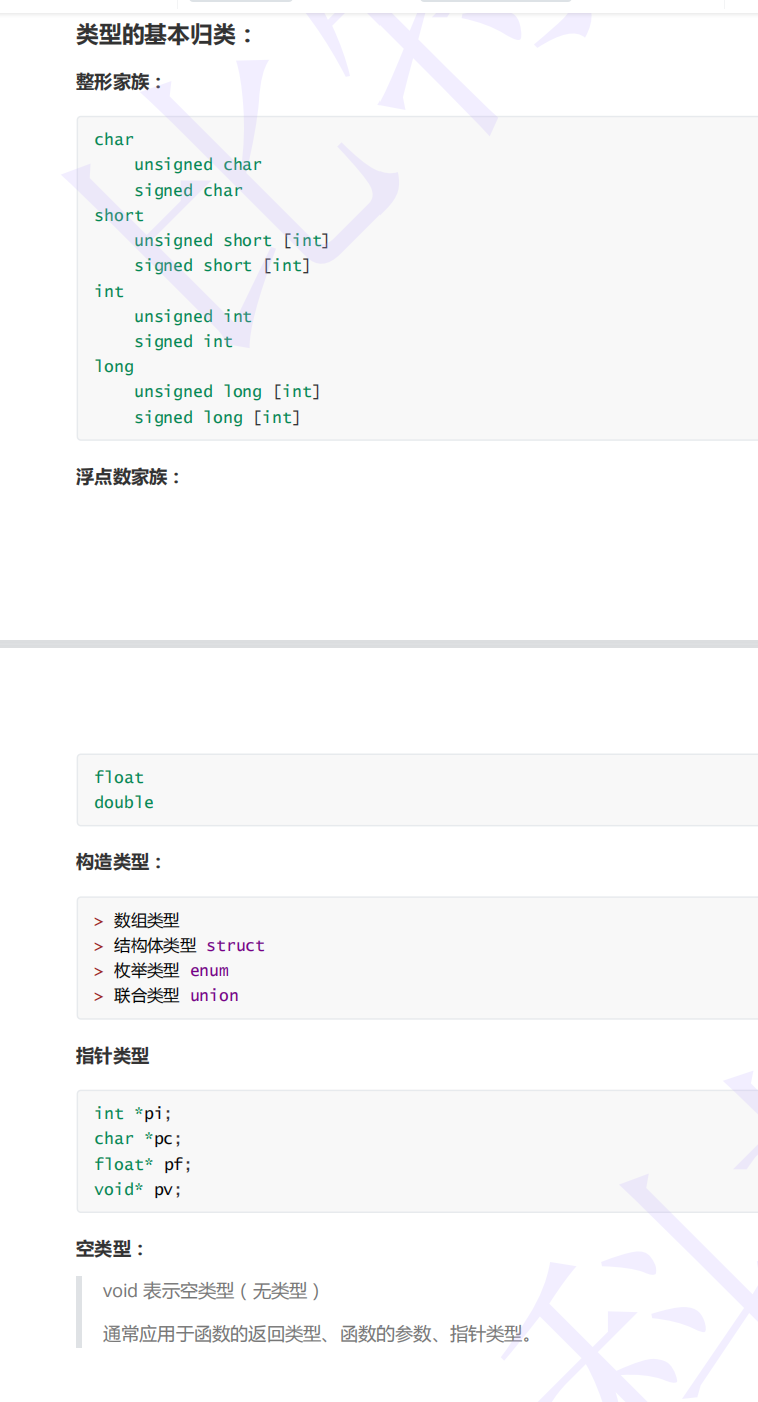 类型的基本归类：
整形家族：
char
    unsigned char
    signed char
short
    unsigned short [int]
    signed short [int]
int
    unsigned int
    signed int
long
    unsigned long [int]
    signed long [int]
浮点数家族：
float
double
构造类型：
> 数组类型
> 结构体类型 struct
> 枚举类型 enum
> 联合类型 union
指针类型
int *pi;
char *pc;
float* pf;
void* pv;
空类型：
void 表示空类型（无类型）
通常应用于函数的返回类型、函数的参数、指针类型。